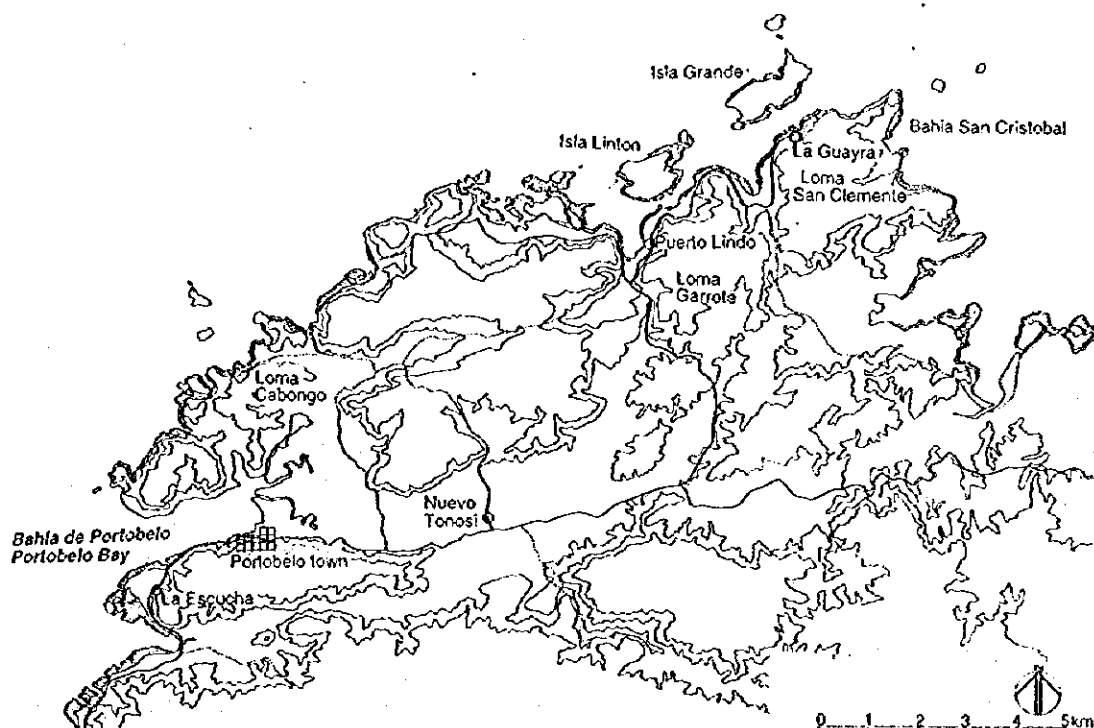 Isla Grande
Bahia San Cristobal
Isla Linton
La Guayra
Loma
San Clemente
Puerto Lindo
Loma
Garrote
Loma
Cabongo
Nuevo
Tonosi
Bahía de Portobelo
Portobelo Bay
Portobelo town
La Escucha
0 1 2 3 4 5km